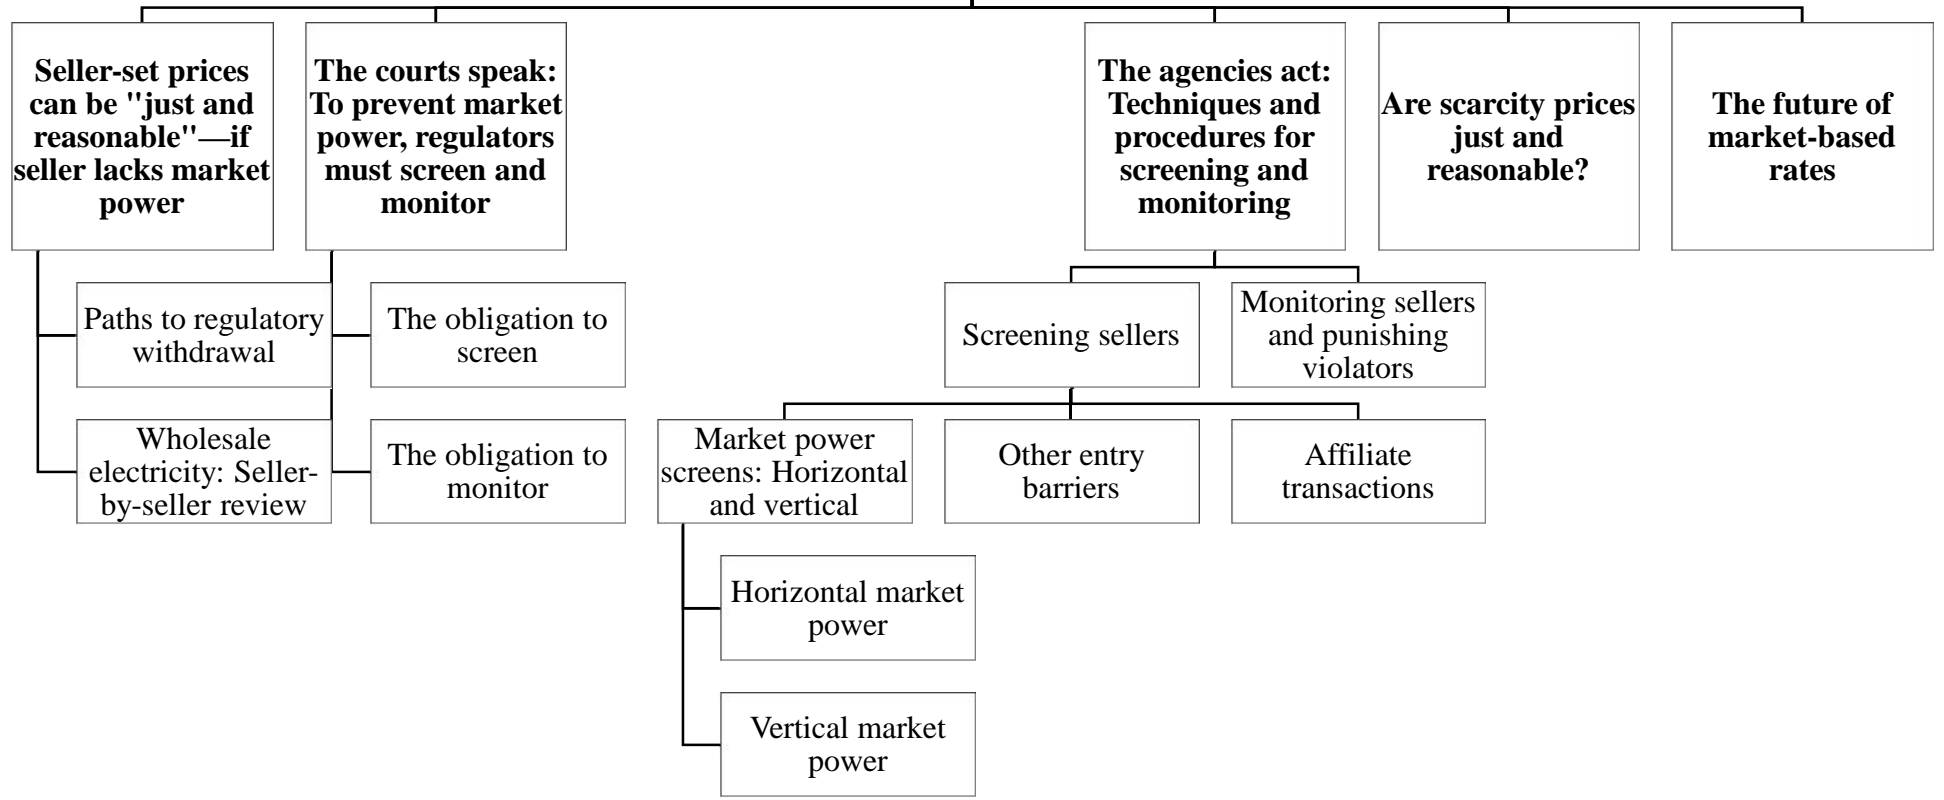 Seller-set prices
can be "just and
reasonable"—if
seller lacks market
power
The courts speak:
To prevent market
power, regulators
must screen and
monitor
The agencies act:
Techniques and
procedures for
screening and
monitoring
Are scarcity prices
just and
reasonable?
The future of
market-based
rates
Paths to regulatory
withdrawal
The obligation to
screen
Screening sellers
Monitoring sellers
and punishing
violators
Wholesale
electricity: Seller-
by-seller review
The obligation to
monitor
Market power
screens: Horizontal
and vertical
Other entry
barriers
Affiliate
transactions
Horizontal market
power
Vertical market
power